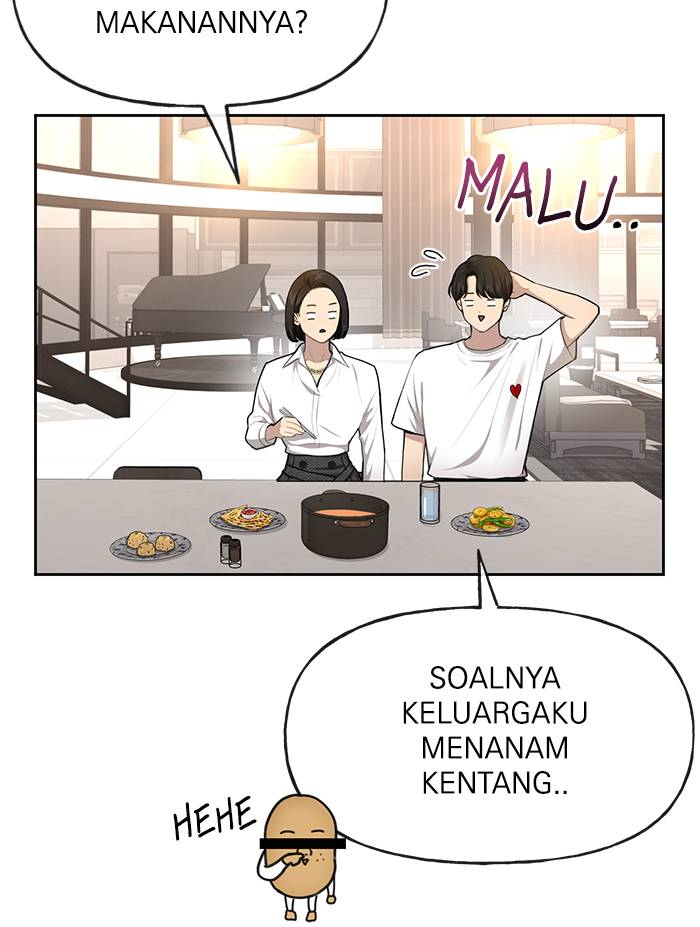 MAKANANNYA?
MALU..
SOALNYA
KELUARGAKU
MENANAM
KENTANG..
HEHE